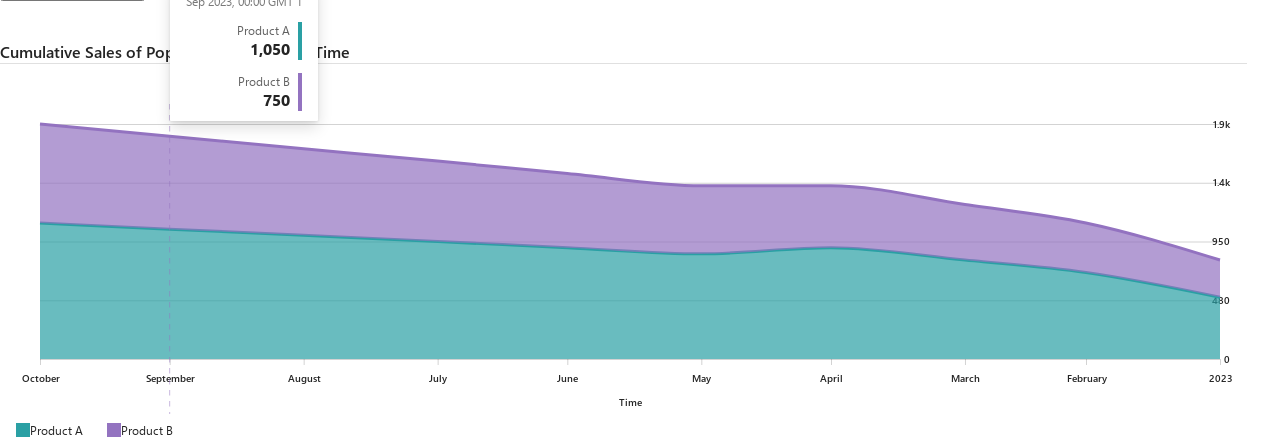 Sep 2023, 00:00 GMT
Product A
1,050
Cumulative Sales of Pop Time
Product B
750
1.9k
1.4k
950
480
0
October September August July June May April March February 2023
Time
Product A Product B